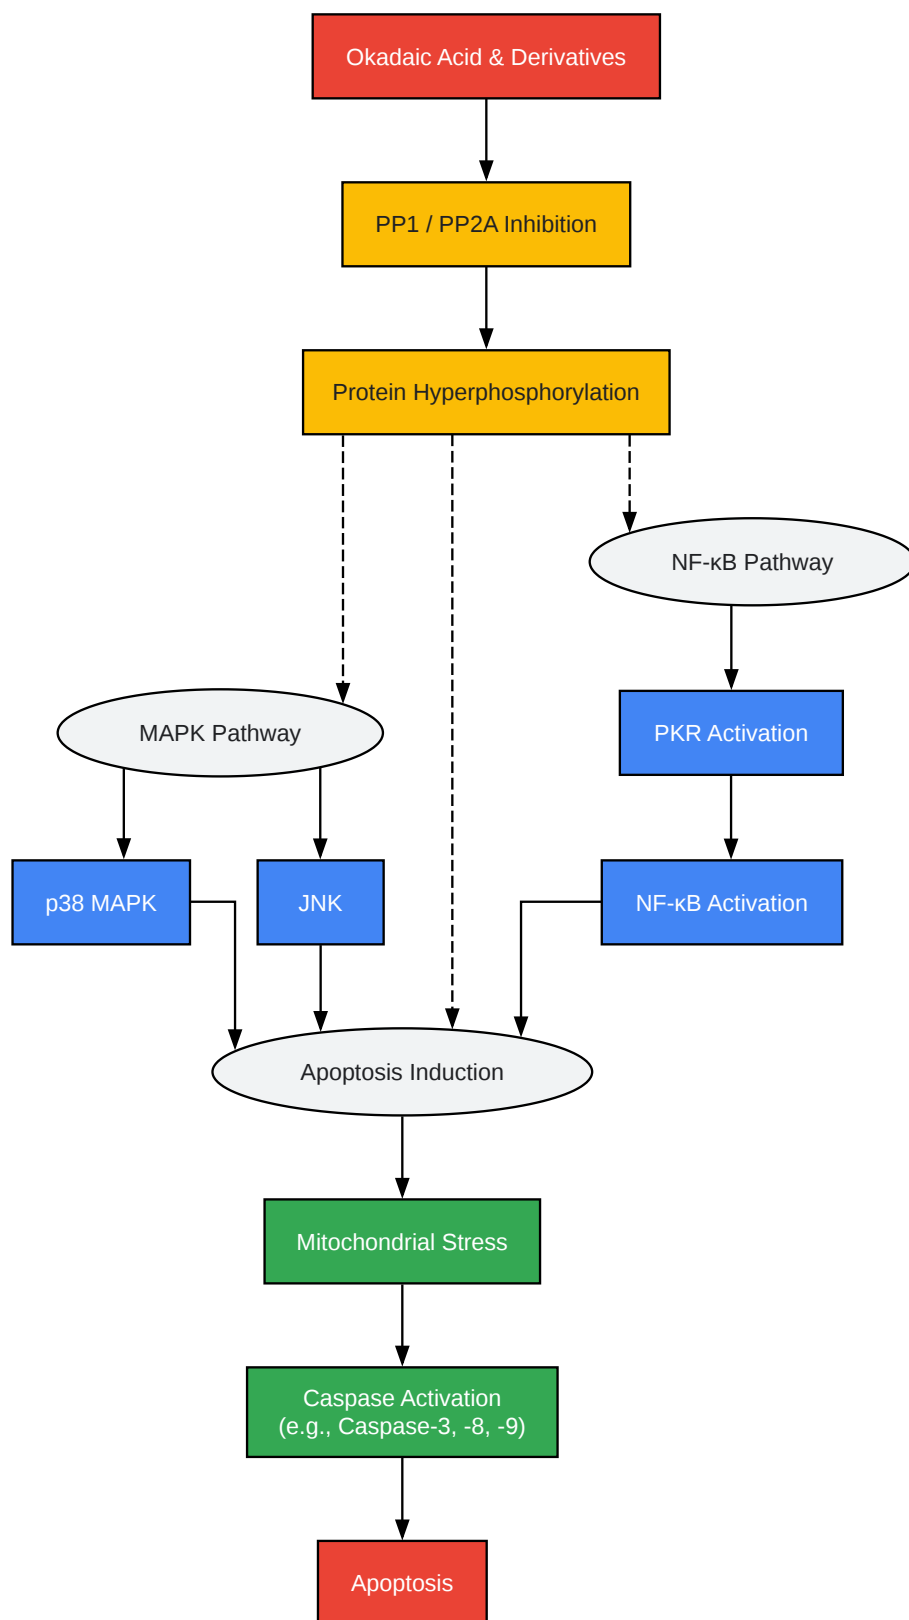 Okadaic Acid & Derivatives
PP1 / PP2A Inhibition
Protein Hyperphosphorylation
NF-κB Pathway
MAPK Pathway
PKR Activation
p38 MAPK
JNK
NF-κB Activation
Apoptosis Induction
Mitochondrial Stress
Caspase Activation
(e.g., Caspase-3, -8, -9)
Apoptosis